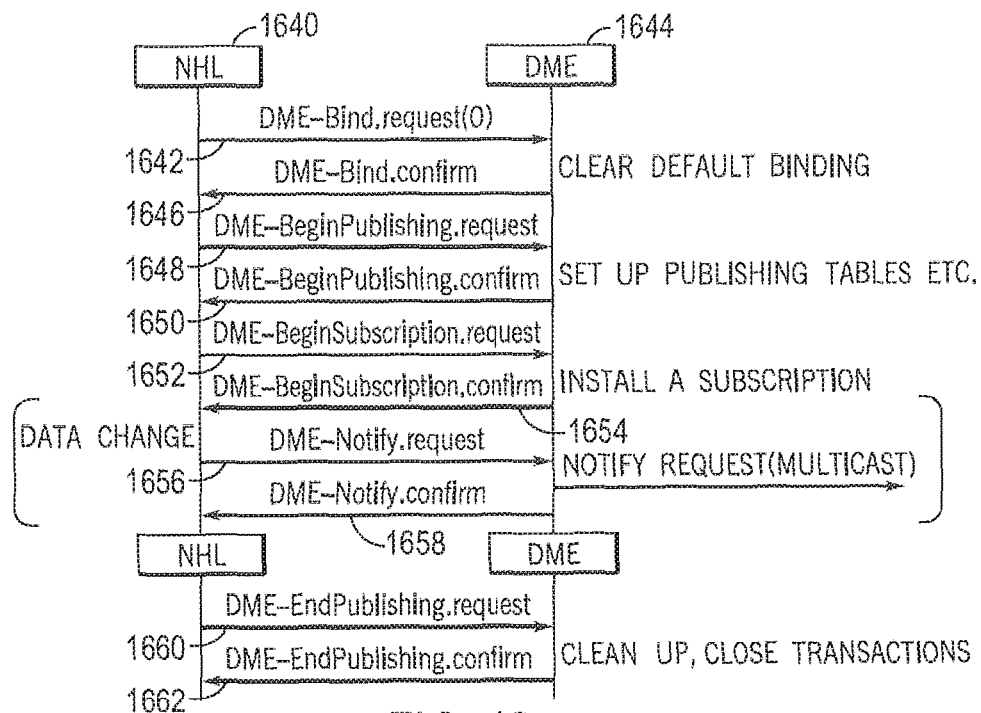 1640
1644
NHL
DME
DME-Bind.request(0)
1642
DME-Bind.confirm
CLEAR DEFAULT BINDING
1646
DME-BeginPublishing.request
1648
DME-BeginPublishing.confirm
SET UP PUBLISHING TABLES ETC.
1650
DME-BeginSubscription.request
1652
DME-BeginSubscription.confirm
INSTALL A SUBSCRIPTION
1654
DATA CHANGE
DME-Notify.request
1656
NOTIFY REQUEST(MULTICAST)
DME-Notify.confirm
1658
NHL
DME
DME-EndPublishing.request
1660
DME-EndPublishing.confirm
CLEAN UP, CLOSE TRANSACTIONS
1662